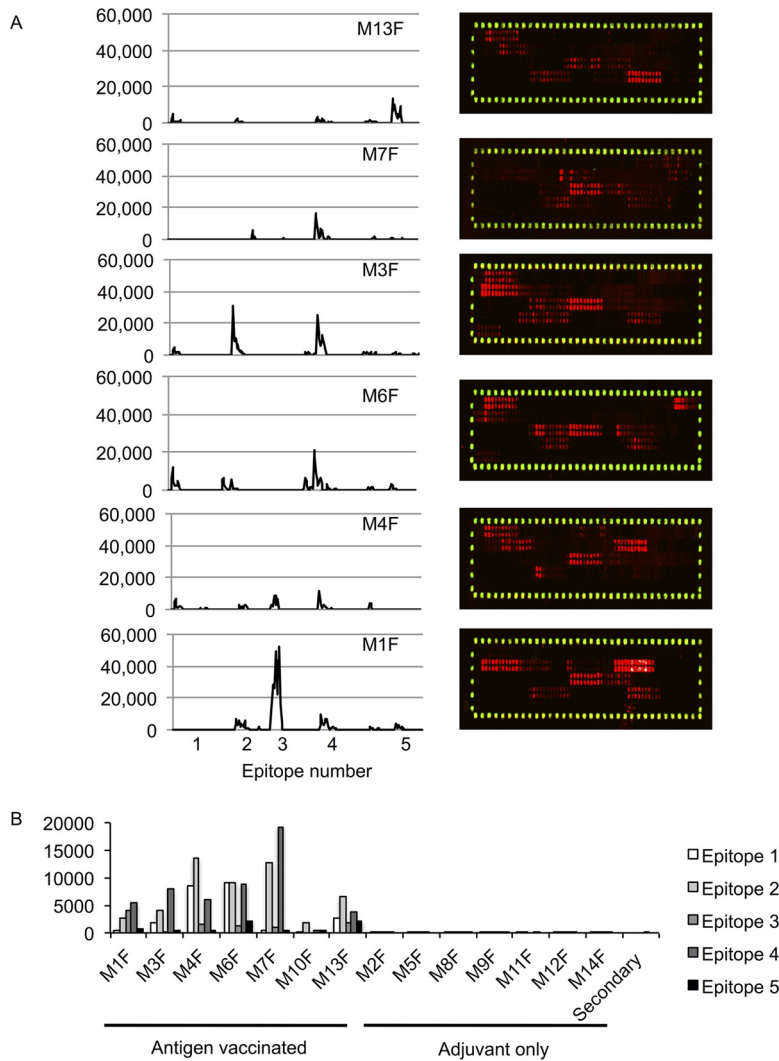 A
60,000
40,000
20,000
0
M13F
60,000
40,000
20,000
0
M7F
60,000
40,000
20,000
0
M3F
60,000
40,000
20,000
0
M6F
60,000
40,000
20,000
0
M4F
60,000
40,000
20,000
0
M1F
1 2 3 4 5
Epitope number
B
20000
15000
10000
5000
0
M1F M3F M4F M6F M7F M10F M13F M2F M5F M8F M9F M11F M12F M14F Secondary
Antigen vaccinated Adjuvant only
Epitope 1
Epitope 2
Epitope 3
Epitope 4
Epitope 5